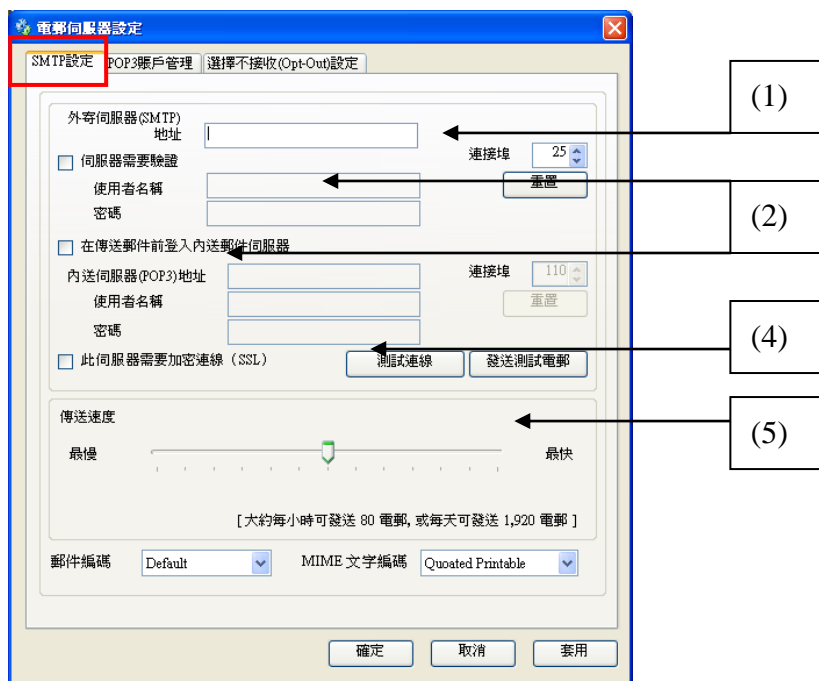 電郵伺服器設定
SMTP設定 POP3賬戶管理 選擇不接收(Opt-Out)設定
(1)
外寄伺服器(SMTP)
地址
連接埠 25
伺服器需要驗證
重置
使用者名稱
密碼
(2)
在傳送郵件前登入內送郵件伺服器
內送伺服器(POP3)地址
連接埠 110
使用者名稱
重置
密碼
(4)
此伺服器需要加密連線（SSL）
測試連線 發送測試電郵
傳送速度
(5)
最慢 最快
[ 大約每小時可發送 80 電郵, 或每天可發送 1,920 電郵 ]
郵件編碼 Default MIME 文字編碼 Quoated Printable
確定 取消 套用